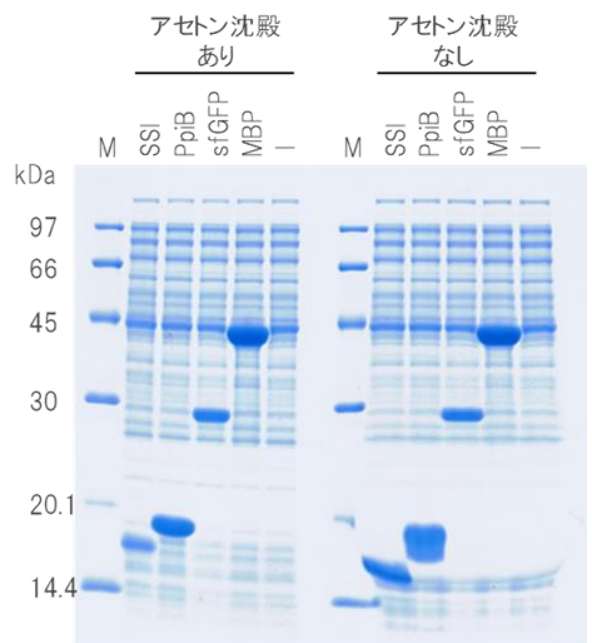 アセトン沈殿
あり
アセトン沈殿
なし
M
SSI
PpiB
sfGFP
MBP
—
M
SSI
PpiB
sfGFP
MBP
—
kDa
97
66
45
30
20.1
14.4